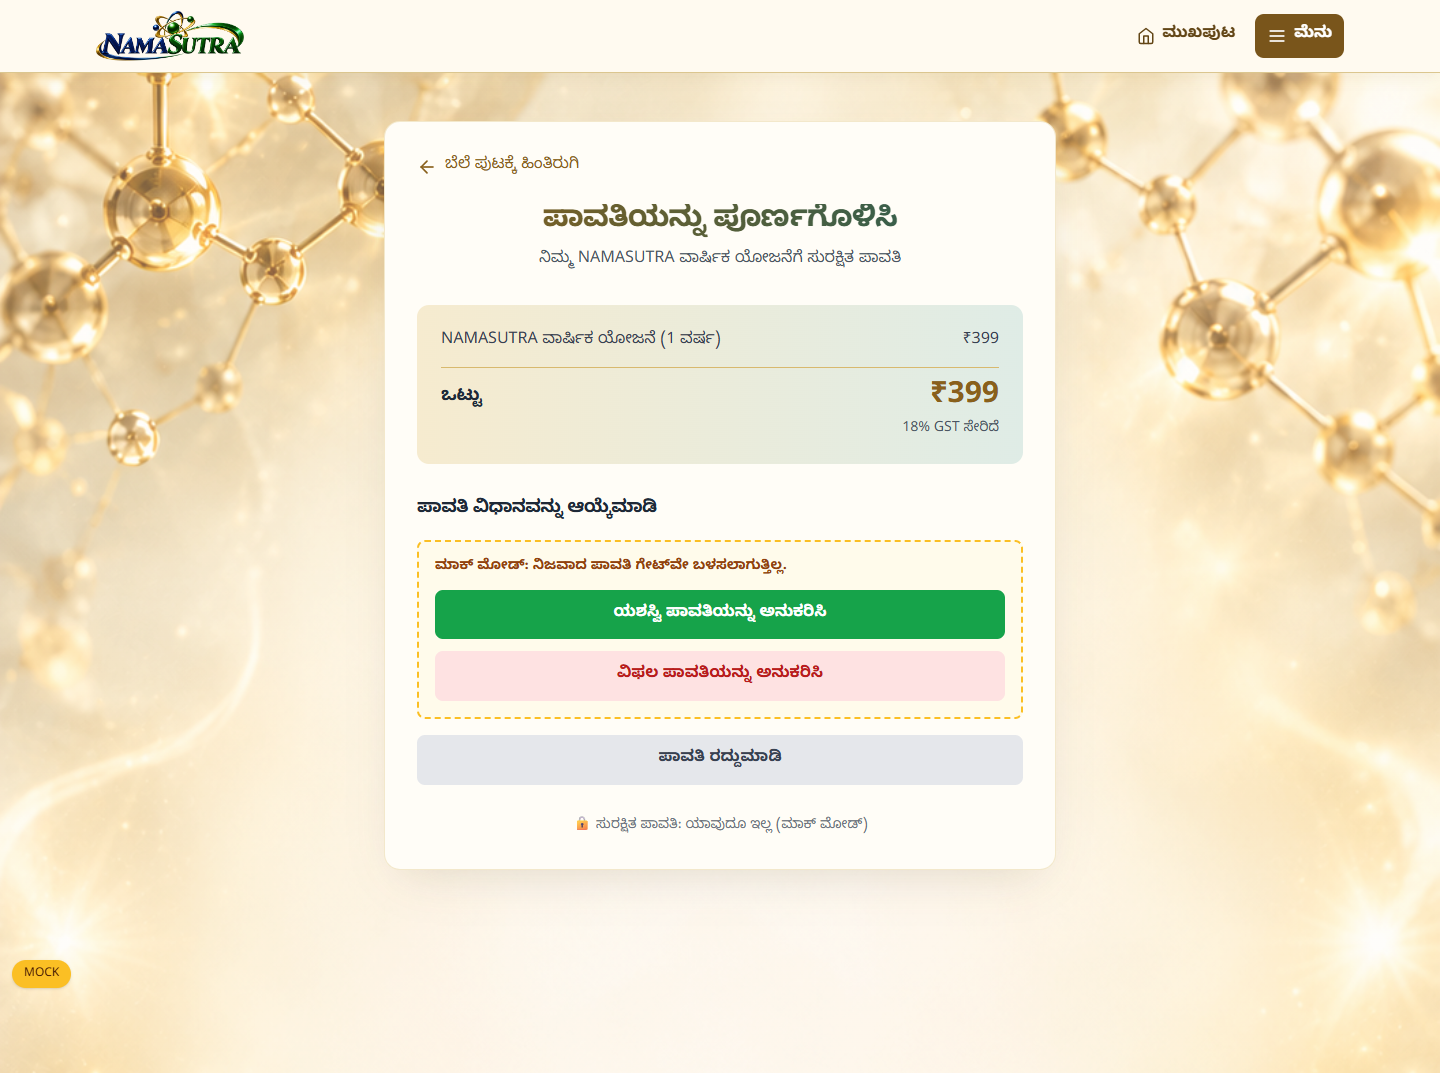 NAMASUTRA
ಮುಖಪುಟ
ಮೆನು
ಬೆಲೆ ಪುಟಕ್ಕೆ ಹಿಂತಿರುಗಿ
ಪಾವತಿಯನ್ನು ಪೂರ್ಣಗೊಳಿಸಿ
ನಿಮ್ಮ NAMASUTRA ವಾರ್ಷಿಕ ಯೋಜನೆಗೆ ಸುರಕ್ಷಿತ ಪಾವತಿ
NAMASUTRA ವಾರ್ಷಿಕ ಯೋಜನೆ (1 ವರ್ಷ) ₹399
ಒಟ್ಟು ₹399
18% GST ಸೇರಿದೆ
ಪಾವತಿ ವಿಧಾನವನ್ನು ಆಯ್ಕೆಮಾಡಿ
ಮಾಕ್ ಮೋಡ್: ನಿಜವಾದ ಪಾವತಿ ಗೇಟ್‌ವೇ ಬಳಸಲಾಗುತ್ತಿಲ್ಲ.
ಯಶಸ್ವಿ ಪಾವತಿಯನ್ನು ಅನುಕರಿಸಿ
ವಿಫಲ ಪಾವತಿಯನ್ನು ಅನುಕರಿಸಿ
ಪಾವತಿ ರದ್ದುಮಾಡಿ
🔒 ಸುರಕ್ಷಿತ ಪಾವತಿ: ಯಾವುದೂ ಇಲ್ಲ (ಮಾಕ್ ಮೋಡ್)
MOCK